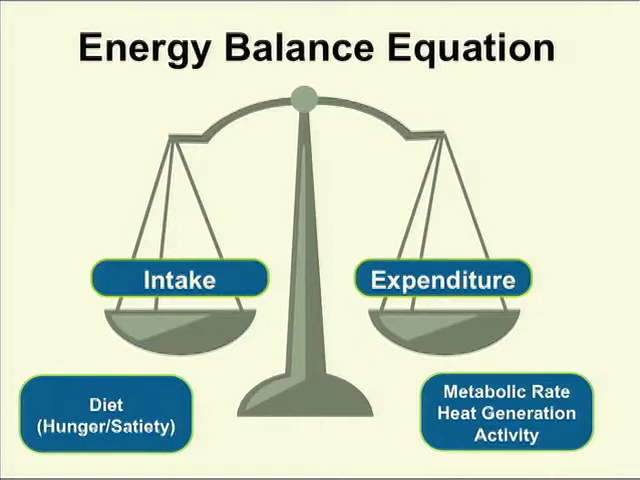 Energy Balance Equation
Intake
Expenditure
Diet
(Hunger/Satiety)
Metabolic Rate
Heat Generation
Activity